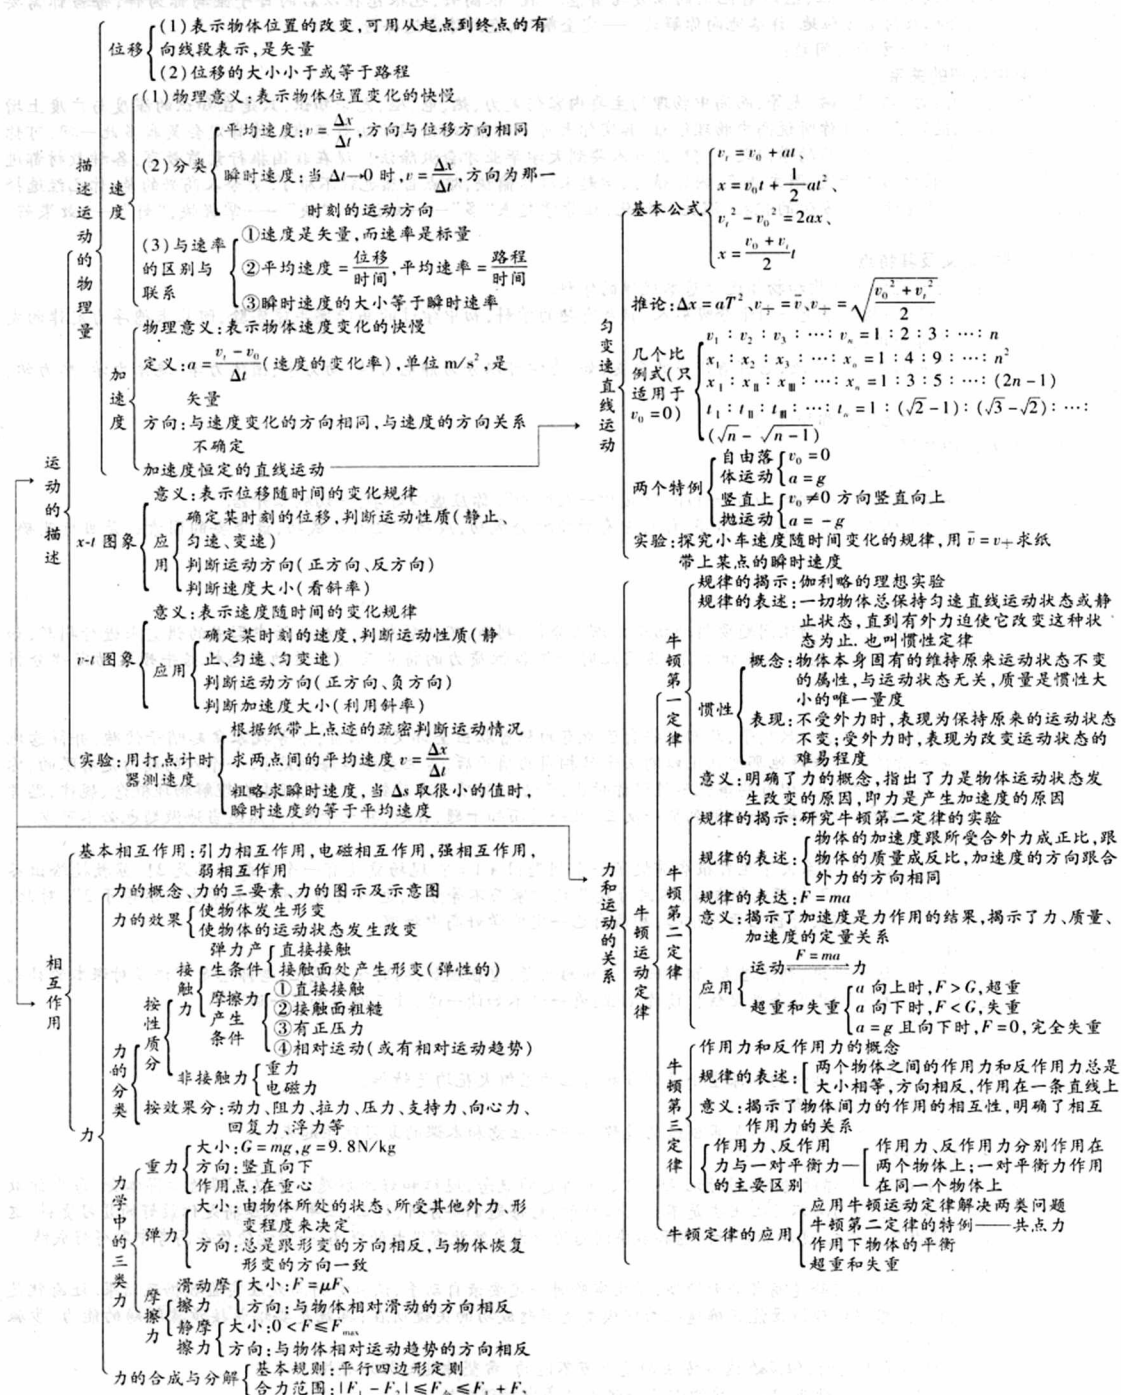 (1)表示物体位置的改变,可用从起点到终点的有
位移
向线段表示,是矢量
(2)位移的大小小于或等于路程
(1)物理意义:表示物体位置变化的快慢
平均速度:v=Δx/Δt,方向与位移方向相同
(2)分类
瞬时速度:当Δt→0时,v=Δx/Δt,方向为那一
时刻的运动方向
描述运动的物理量
速度
(3)与速率
的区别与
联系
①速度是矢量,而速率是标量
②平均速度=位移/时间,平均速率=路程/时间
③瞬时速度的大小等于瞬时速率
物理意义:表示物体速度变化的快慢
定义:a=(vt-v0)/Δt(速度的变化率),单位m/s²,是
矢量
加速度
方向:与速度变化的方向相同,与速度的方向关系
不确定
加速度恒定的直线运动
运动的描述
意义:表示位移随时间的变化规律
x-t图象
应用
确定某时刻的位移,判断运动性质(静止、
匀速、变速)
判断运动方向(正方向、反方向)
判断速度大小(看斜率)
意义:表示速度随时间的变化规律
v-t图象
应用
确定某时刻的速度,判断运动性质(静
止、匀速、匀变速)
判断运动方向(正方向、负方向)
判断加速度大小(利用斜率)
实验:用打点计时
器测速度
根据纸带上点迹的疏密判断运动情况
求两点间的平均速度v=Δx/Δt
粗略求瞬时速度,当Δs取很小的值时,
瞬时速度约等于平均速度
相互作用
基本相互作用:引力相互作用,电磁相互作用,强相互作用,
弱相互作用
力
力的概念、力的三要素、力的图示及示意图
力的效果
使物体发生形变
使物体的运动状态发生改变
力的分类
按性质分
接触力
弹力产
生条件
直接接触
接触面处产生形变(弹性的)
摩擦力
产生
条件
①直接接触
②接触面粗糙
③有正压力
④相对运动(或有相对运动趋势)
非接触力
重力
电磁力
按效果分:动力、阻力、拉力、压力、支持力、向心力、
回复力、浮力等
力学中的三类力
重力
大小:G=mg,g=9.8N/kg
方向:竖直向下
作用点:在重心
弹力
大小:由物体所处的状态、所受其他外力、形
变程度来决定
方向:总是跟形变的方向相反,与物体恢复
形变的方向一致
摩擦力
滑动摩
擦力
大小:F=μF、
方向:与物体相对滑动的方向相反
静摩
擦力
大小:0<F≤Fmax
方向:与物体相对运动趋势的方向相反
力的合成与分解
基本规则:平行四边形定则
合力范围:|F1-F2|≤F合≤F1+F2
匀变速直线运动
基本公式
vt=v0+at、
x=v0t+1/2at²、
vt²-v0²=2ax、
x=(v0+vt)/2 t
推论:Δx=aT²、v中=v̄、v中=√((v0²+vt²)/2)
几个比
例式(只
适用于
v0=0)
v1:v2:v3:…:vn=1:2:3:…:n
x1:x2:x3:…:xn=1:4:9:…:n²
xⅠ:xⅡ:xⅢ:…:xn=1:3:5:…:(2n-1)
tⅠ:tⅡ:tⅢ:…:tn=1:(√2-1):(√3-√2):…:
(√n-√n-1)
两个特例
自由落
体运动
v0=0
a=g
竖直上
抛运动
v0≠0 方向竖直向上
a=-g
实验:探究小车速度随时间变化的规律,用v̄=v中求纸
带上某点的瞬时速度
力和运动的关系
牛顿运动定律
牛顿第一定律
规律的揭示:伽利略的理想实验
规律的表述:一切物体总保持匀速直线运动状态或静
止状态,直到有外力迫使它改变这种状
态为止.也叫惯性定律
惯性
概念:物体本身固有的维持原来运动状态不变
的属性,与运动状态无关,质量是惯性大
小的唯一量度
表现:不受外力时,表现为保持原来的运动状态
不变;受外力时,表现为改变运动状态的
难易程度
意义:明确了力的概念,指出了力是物体运动状态发
生改变的原因,即力是产生加速度的原因
牛顿第二定律
规律的揭示:研究牛顿第二定律的实验
规律的表述:
物体的加速度跟所受合外力成正比,跟
物体的质量成反比,加速度的方向跟合
外力的方向相同
规律的表达:F=ma
意义:揭示了加速度是力作用的结果,揭示了力、质量、
加速度的定量关系
应用
运动 F=ma 力
超重和失重
a向上时,F>G,超重
a向下时,F<G,失重
a=g且向下时,F=0,完全失重
牛顿第三定律
作用力和反作用力的概念
规律的表述:
两个物体之间的作用力和反作用力总是
大小相等,方向相反,作用在一条直线上
意义:揭示了物体间力的作用的相互性,明确了相互
作用力的关系
作用力、反作用
力与一对平衡力
的主要区别
作用力、反作用力分别作用在
两个物体上;一对平衡力作用
在同一个物体上
牛顿定律的应用
应用牛顿运动定律解决两类问题
牛顿第二定律的特例——共点力
作用下物体的平衡
超重和失重